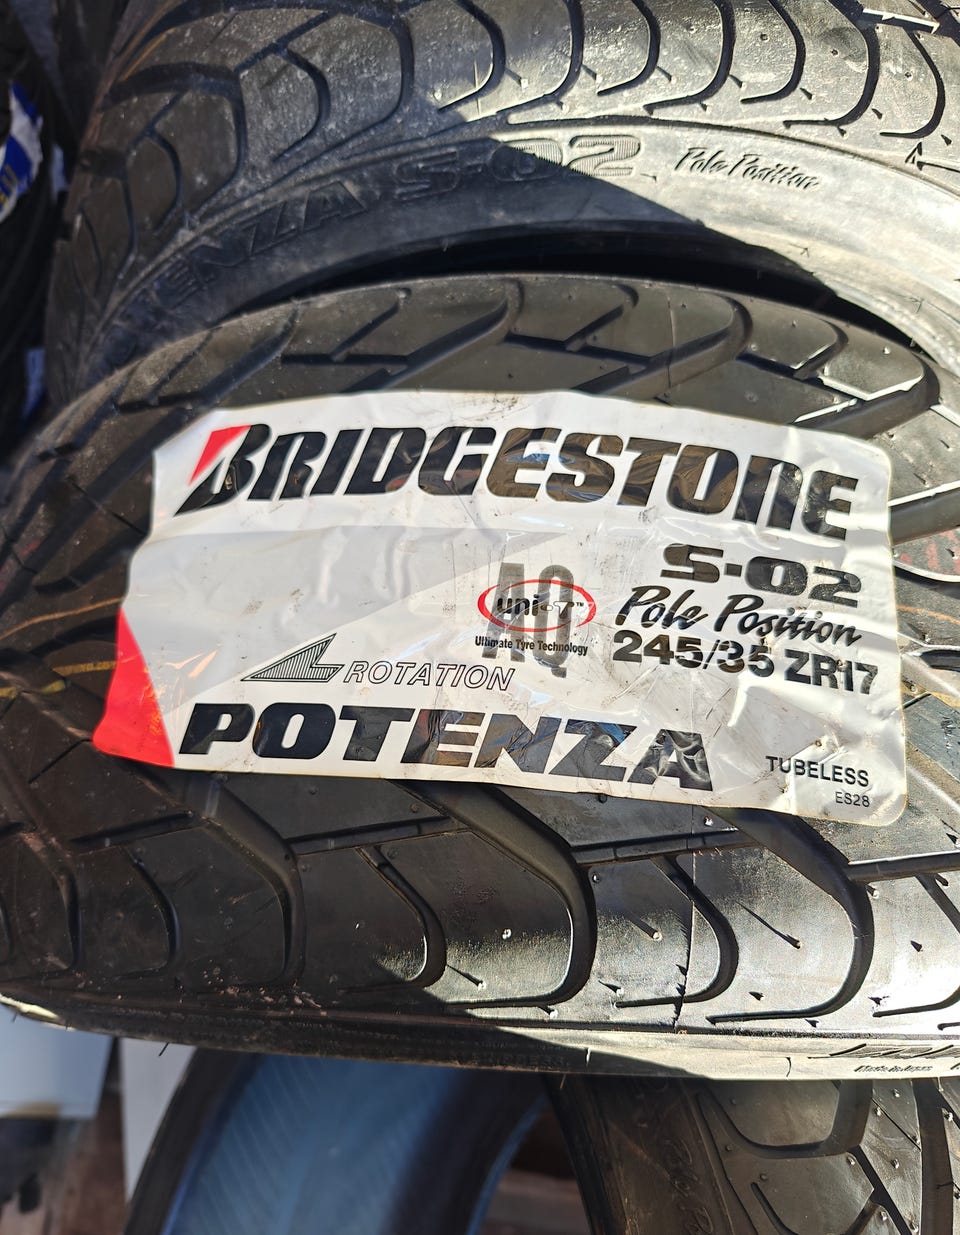 POTENZA S-02 Pole Position
BRIDGESTONE
S-02
Pole Position
AQ
uni-T™
Ultimate Tyre Technology
245/35 ZR17
ROTATION
POTENZA
TUBELESS
ES28